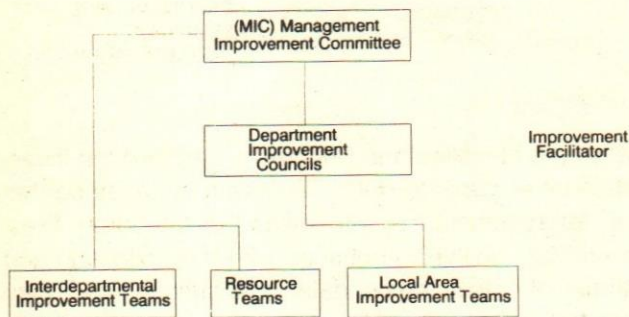 (MIC) Management
Improvement Committee
Department
Improvement
Councils
Improvement
Facilitator
Interdepartmental
Improvement Teams
Resource
Teams
Local Area
Improvement Teams